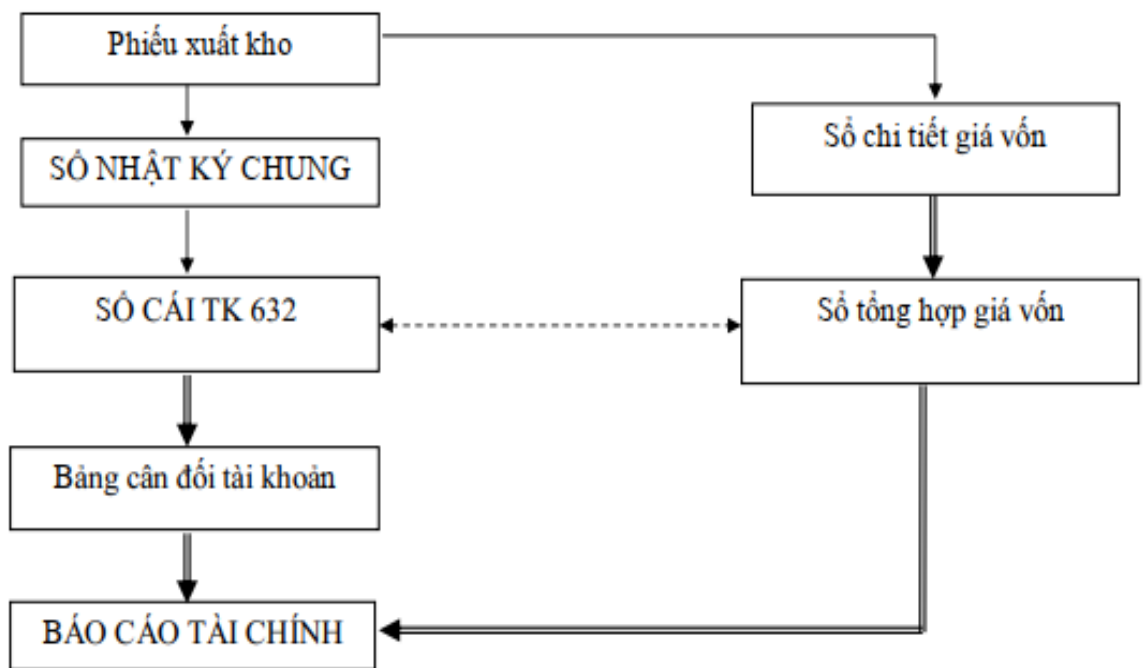 Phiếu xuất kho
Sổ chi tiết giá vốn
SỔ NHẬT KÝ CHUNG
SỔ CÁI TK 632
Sổ tổng hợp giá vốn
Bảng cân đối tài khoản
BÁO CÁO TÀI CHÍNH